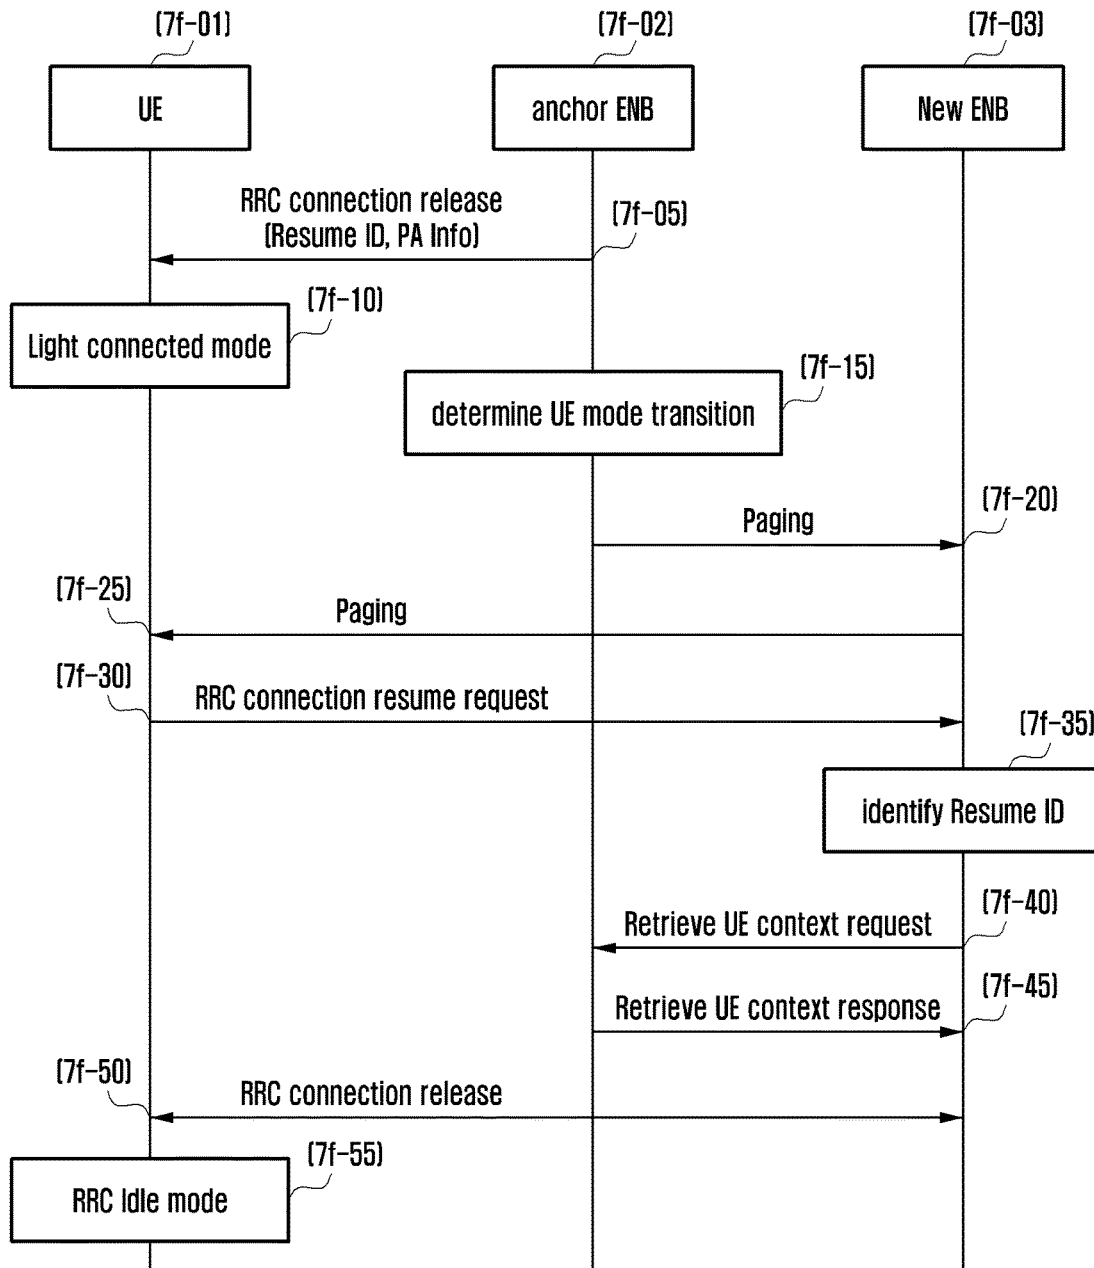 (7f-01)
(7f-02)
(7f-03)
UE
anchor ENB
New ENB
RRC connection release
(Resume ID, PA Info)
(7f-05)
(7f-10)
Light connected mode
(7f-15)
determine UE mode transition
(7f-20)
Paging
(7f-25)
Paging
(7f-30)
RRC connection resume request
(7f-35)
identify Resume ID
(7f-40)
Retrieve UE context request
(7f-45)
Retrieve UE context response
(7f-50)
RRC connection release
(7f-55)
RRC Idle mode